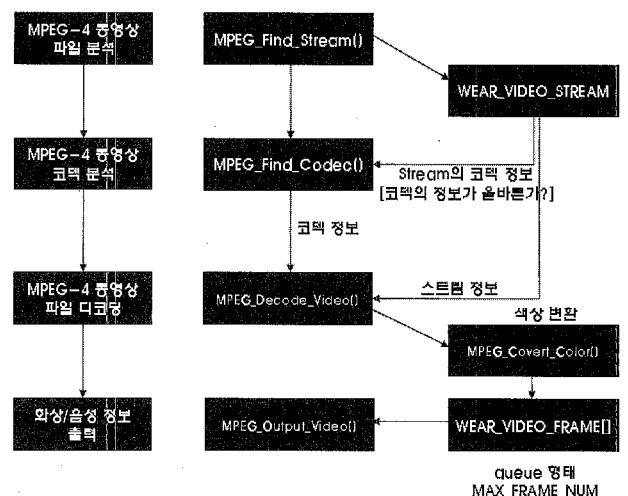 MPEG-4 동영상
파일 분석
MPEG_Find_Stream()
WEAR_VIDEO_STREAM
MPEG-4 동영상
코덱 분석
MPEG_Find_Codec()
Stream의 코덱 정보
[코덱의 정보가 올바른가?]
코덱 정보
MPEG-4 동영상
파일 디코딩
MPEG_Decode_Video()
스트림 정보
색상 변환
MPEG_Covert_Color()
화상/음성 정보
출력
MPEG_Output_Video()
WEAR_VIDEO_FRAME[]
queue 형태
MAX_FRAME_NUM